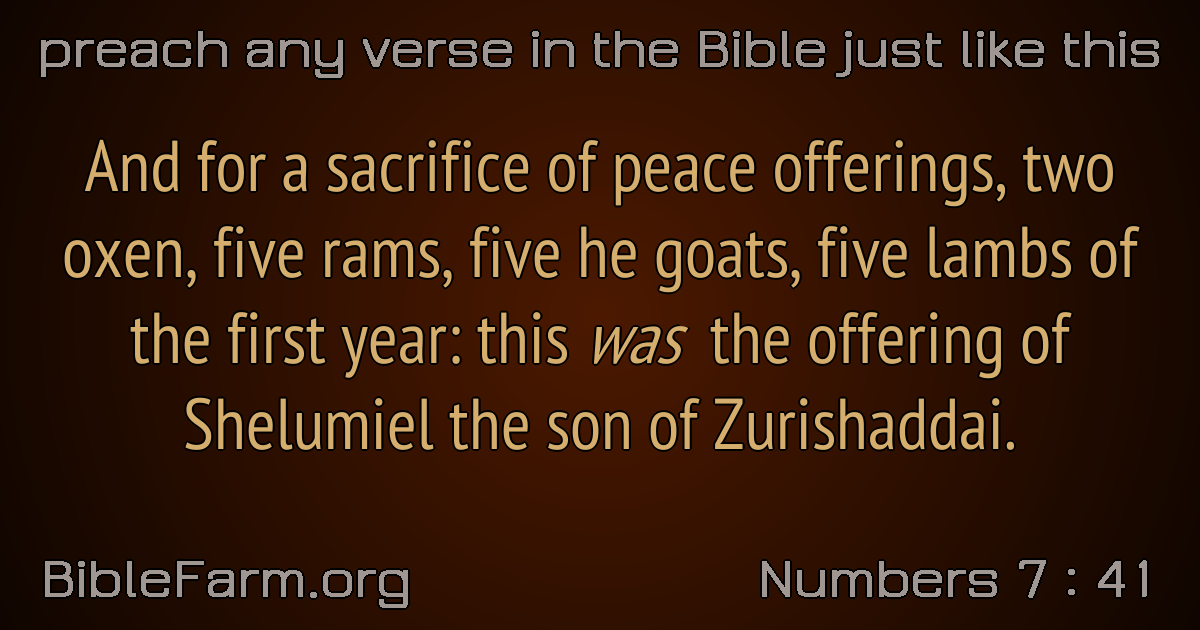 preach any verse in the Bible just like this
And for a sacrifice of peace offerings, two
oxen, five rams, five he goats, five lambs of
the first year: this was the offering of
Shelumiel the son of Zurishaddai.
BibleFarm.org
Numbers 7 : 41